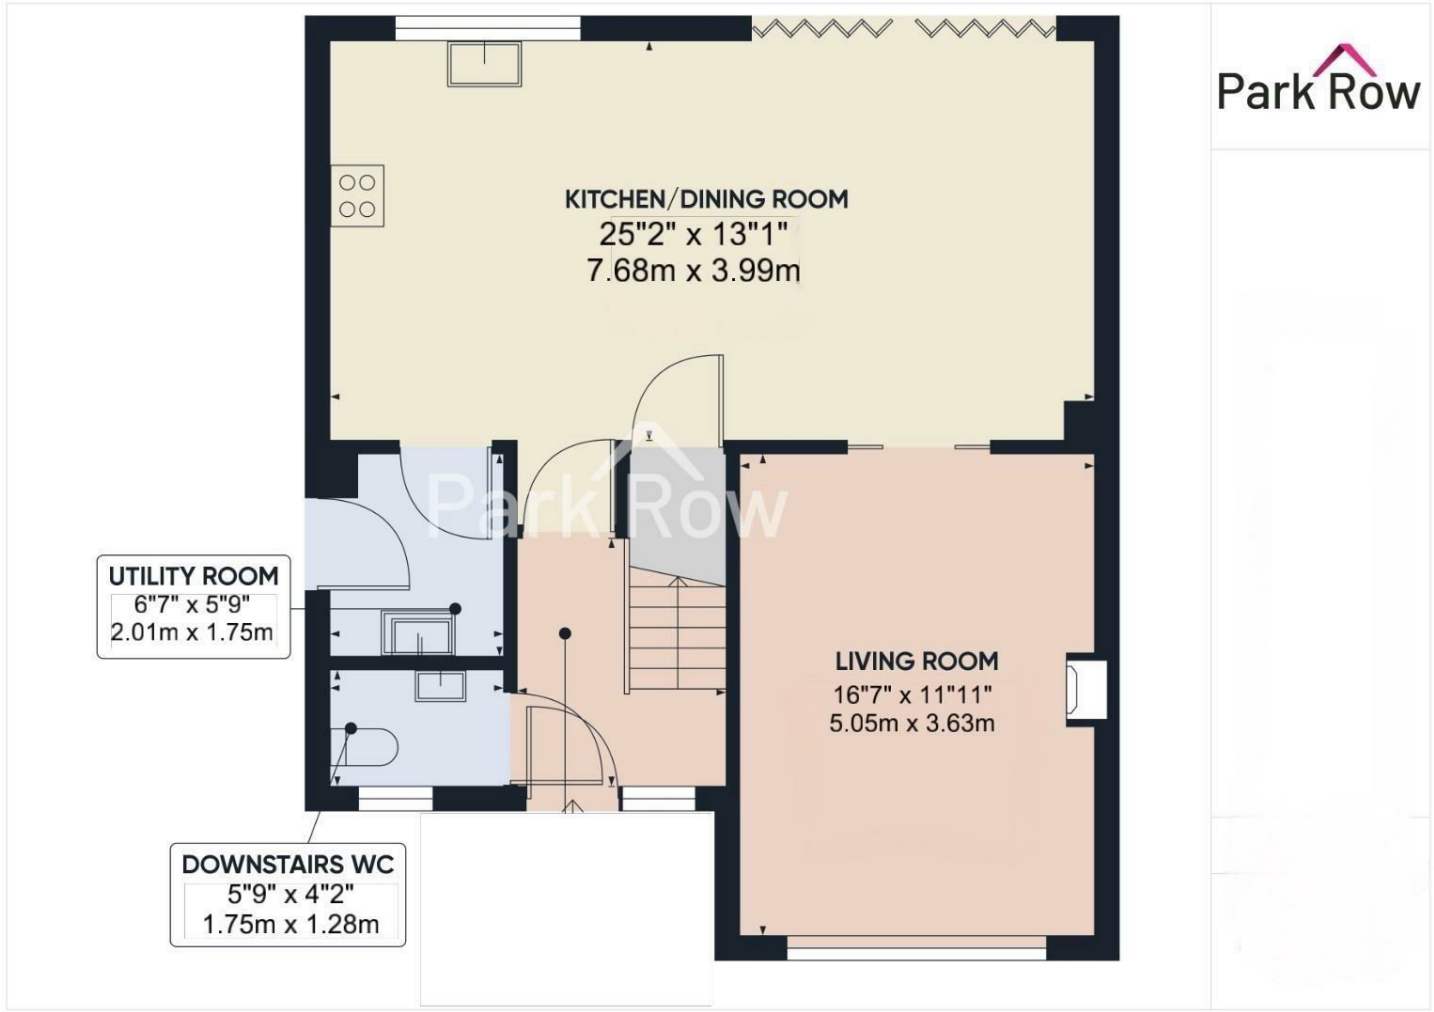 Park Row
KITCHEN/DINING ROOM
25"2" x 13"1"
7.68m x 3.99m
Park Row
UTILITY ROOM
6"7" x 5"9"
2.01m x 1.75m
LIVING ROOM
16"7" x 11"11"
5.05m x 3.63m
DOWNSTAIRS WC
5"9" x 4"2"
1.75m x 1.28m